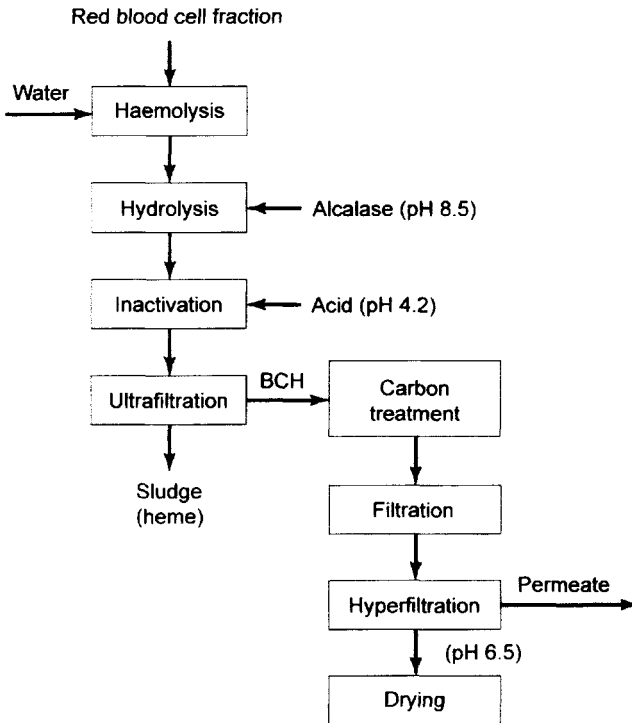 Red blood cell fraction
Water
Haemolysis
Hydrolysis
Alcalase (pH 8.5)
Inactivation
Acid (pH 4.2)
Ultrafiltration
BCH
Carbon
treatment
Sludge
(heme)
Filtration
Hyperfiltration
Permeate
(pH 6.5)
Drying